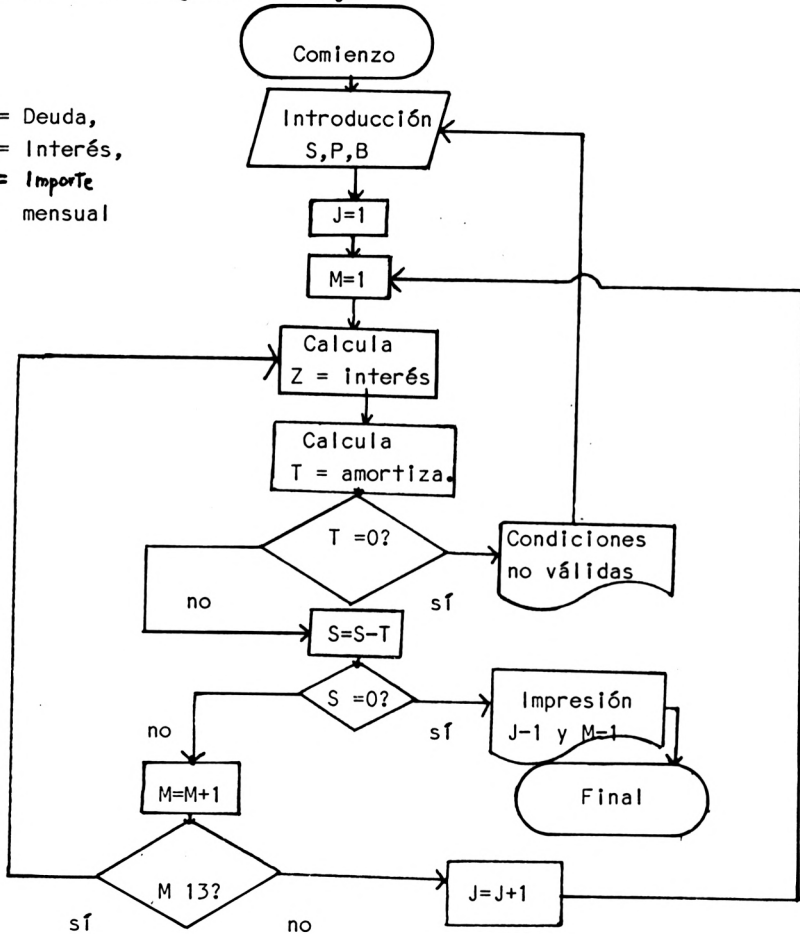 Comienzo
= Deuda,
= Interés,
= Importe
mensual
Introducción
S,P,B
J=1
M=1
Calcula
Z = interés
Calcula
T = amortiza.
T =0?
Condiciones
no válidas
no
sí
S=S-T
S =0?
Impresión
J-1 y M=1
no
sí
M=M+1
Final
M 13?
J=J+1
sí
no